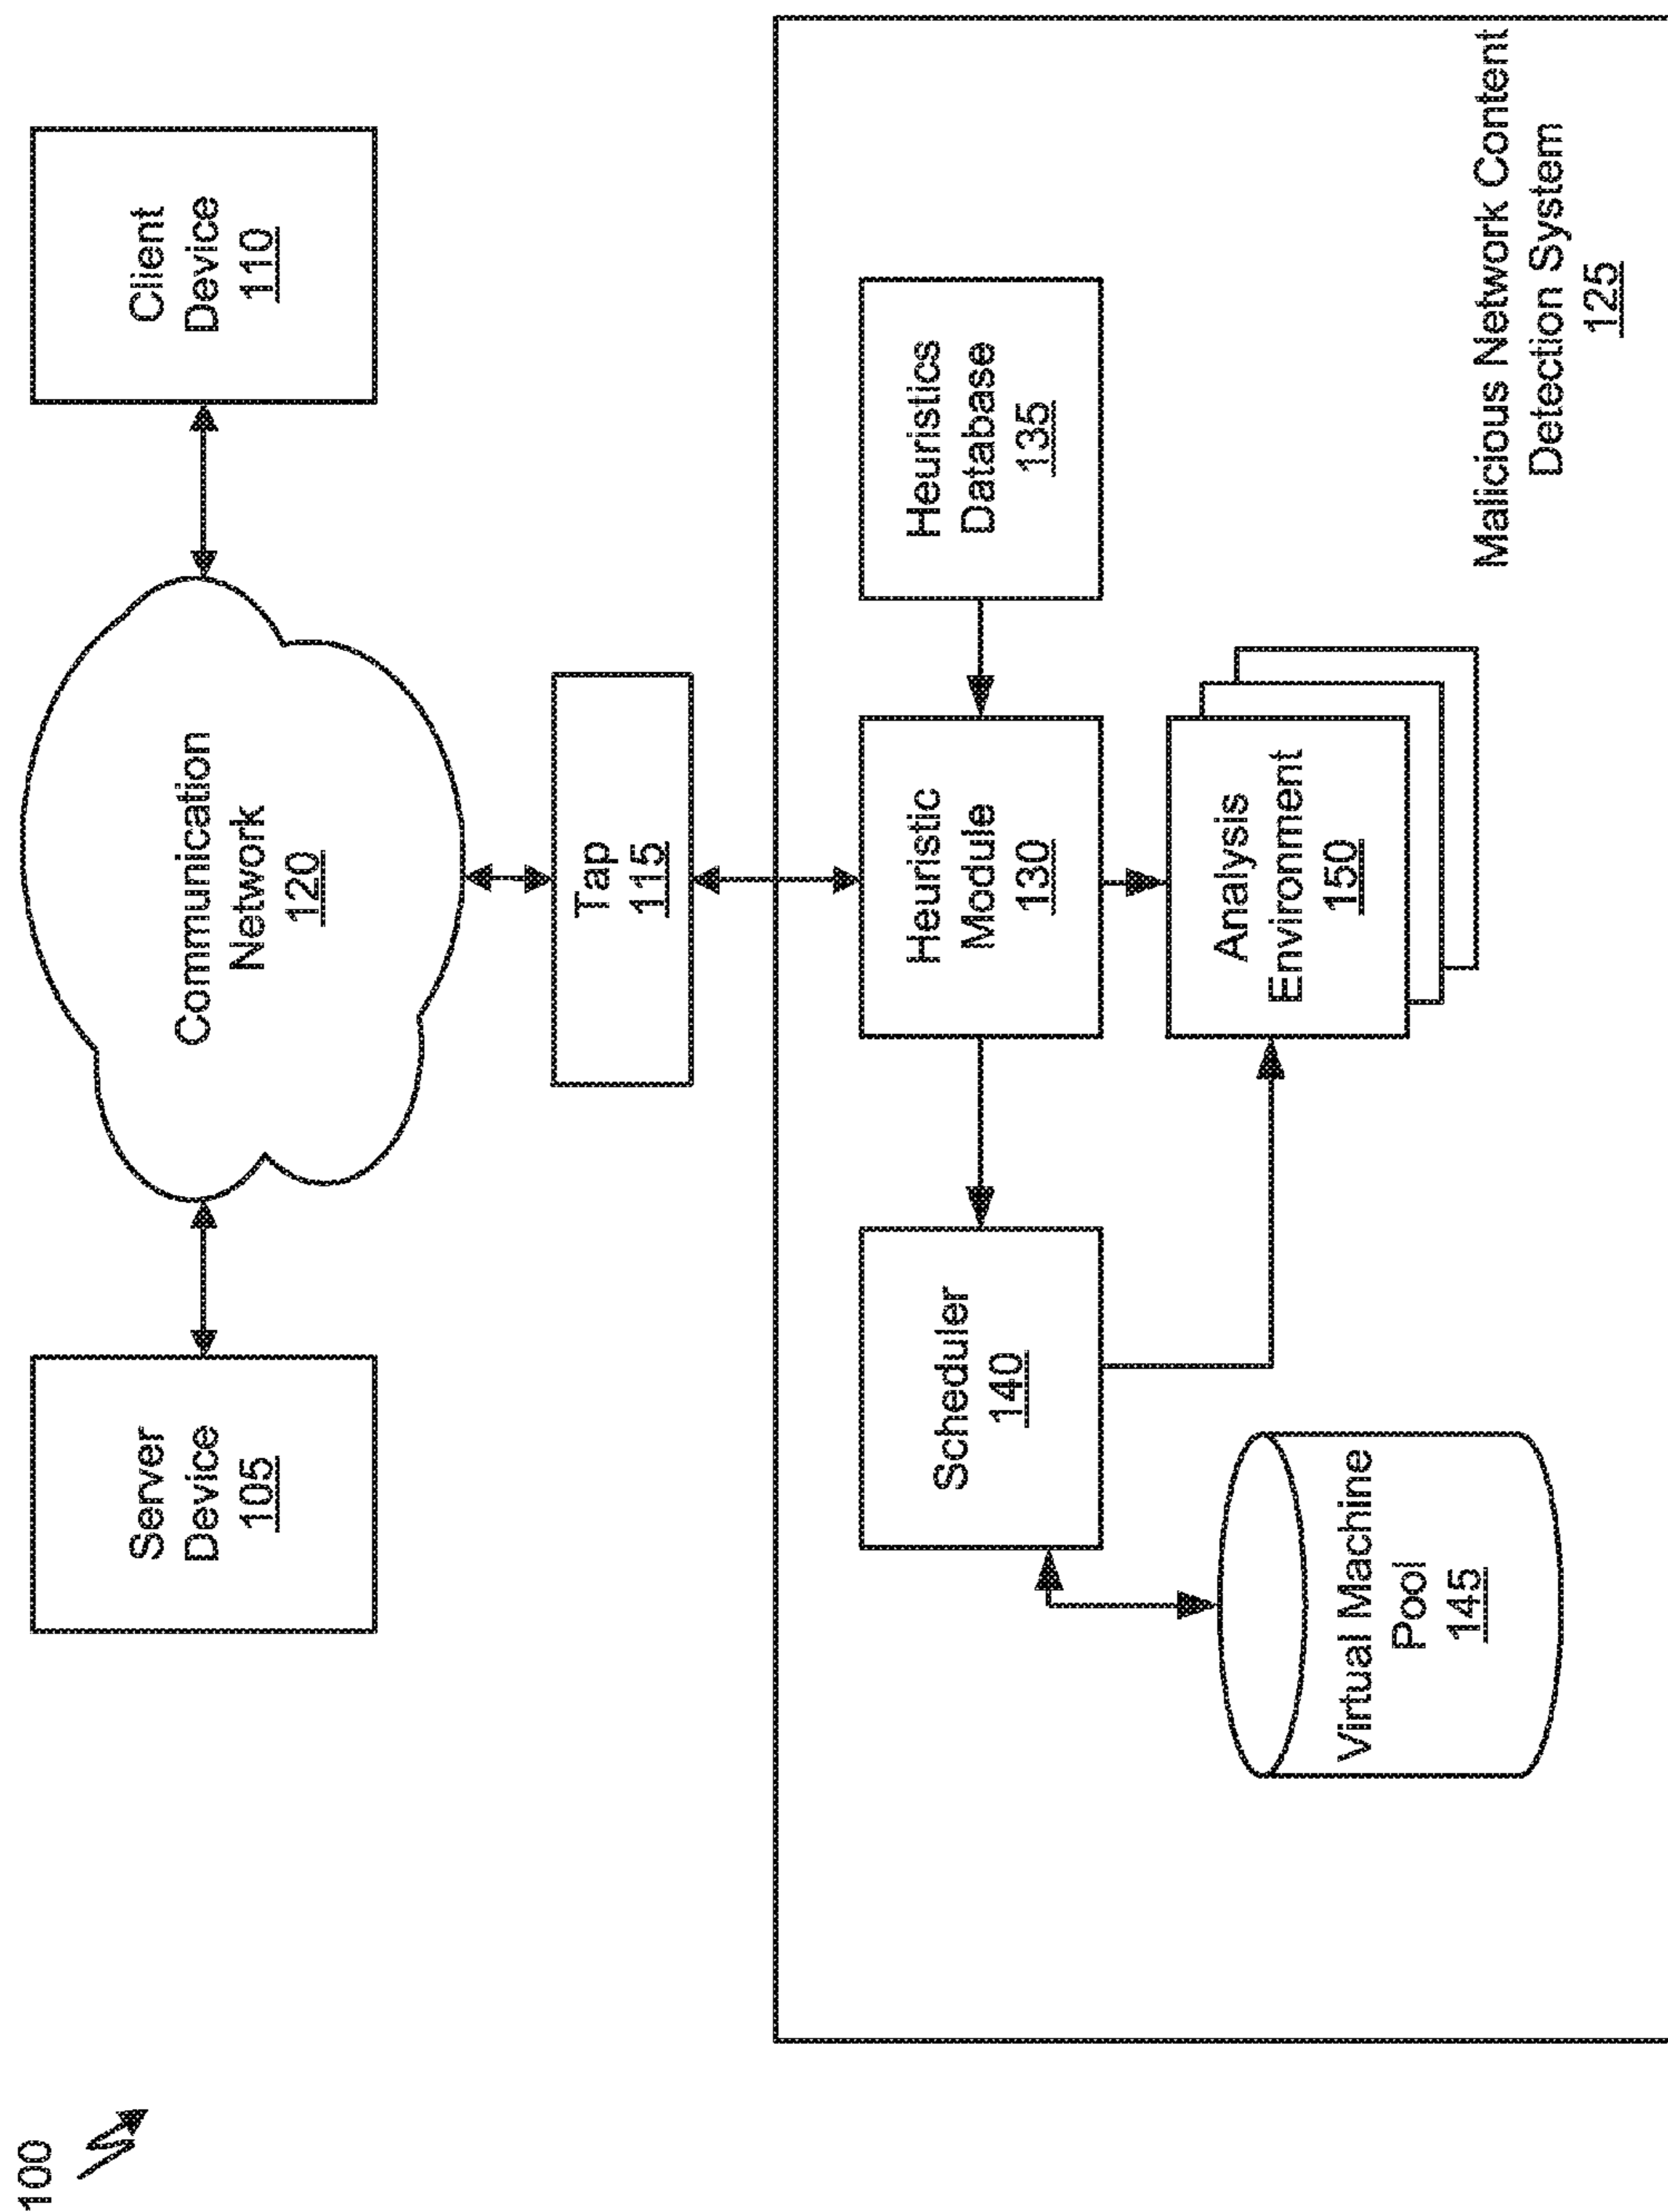 100
Server
Device
105
Communication
Network
120
Client
Device
110
Tap
115
Scheduler
140
Heuristic
Module
130
Heuristics
Database
135
Virtual Machine
Pool
145
Analysis
Environment
150
Malicious Network Content
Detection System
125